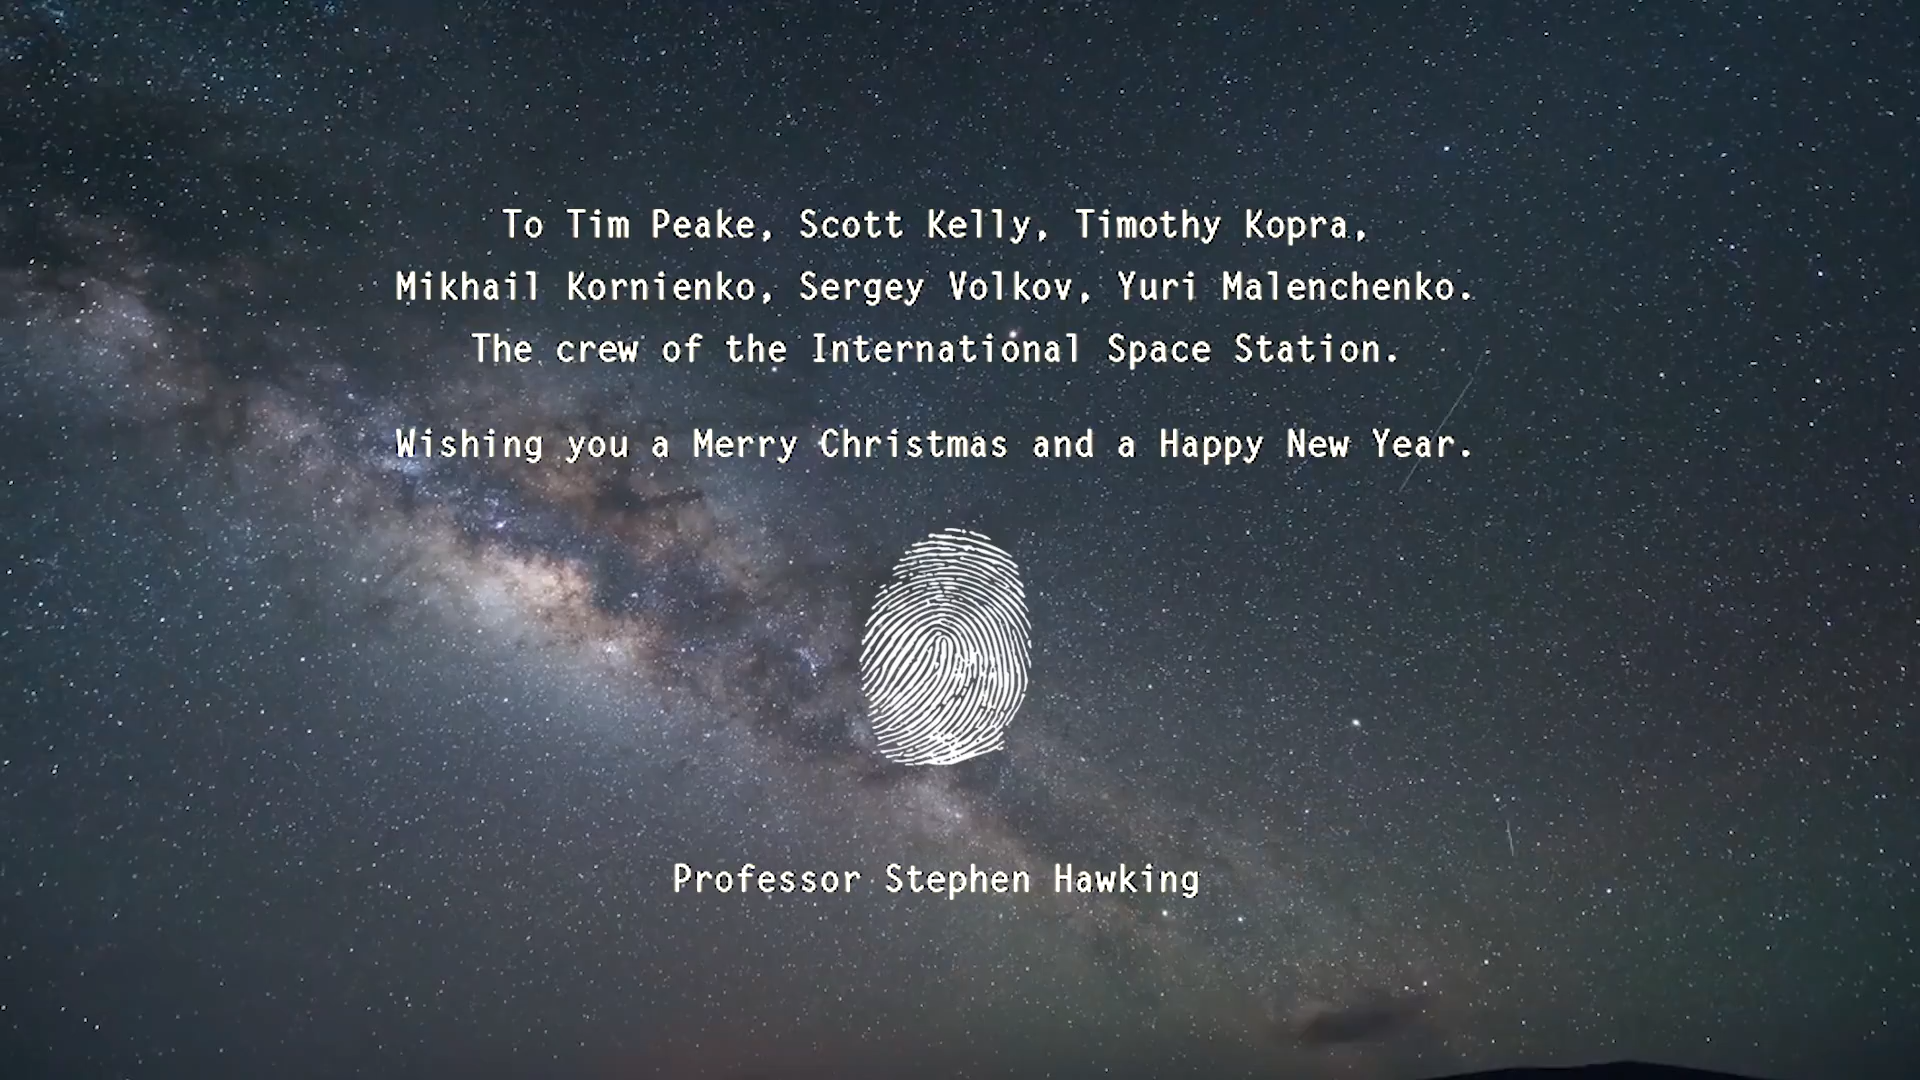 To Tim Peake, Scott Kelly, Timothy Kopra,
Mikhail Kornienko, Sergey Volkov, Yuri Malenchenko.
The crew of the International Space Station.
Wishing you a Merry Christmas and a Happy New Year.
Professor Stephen Hawking